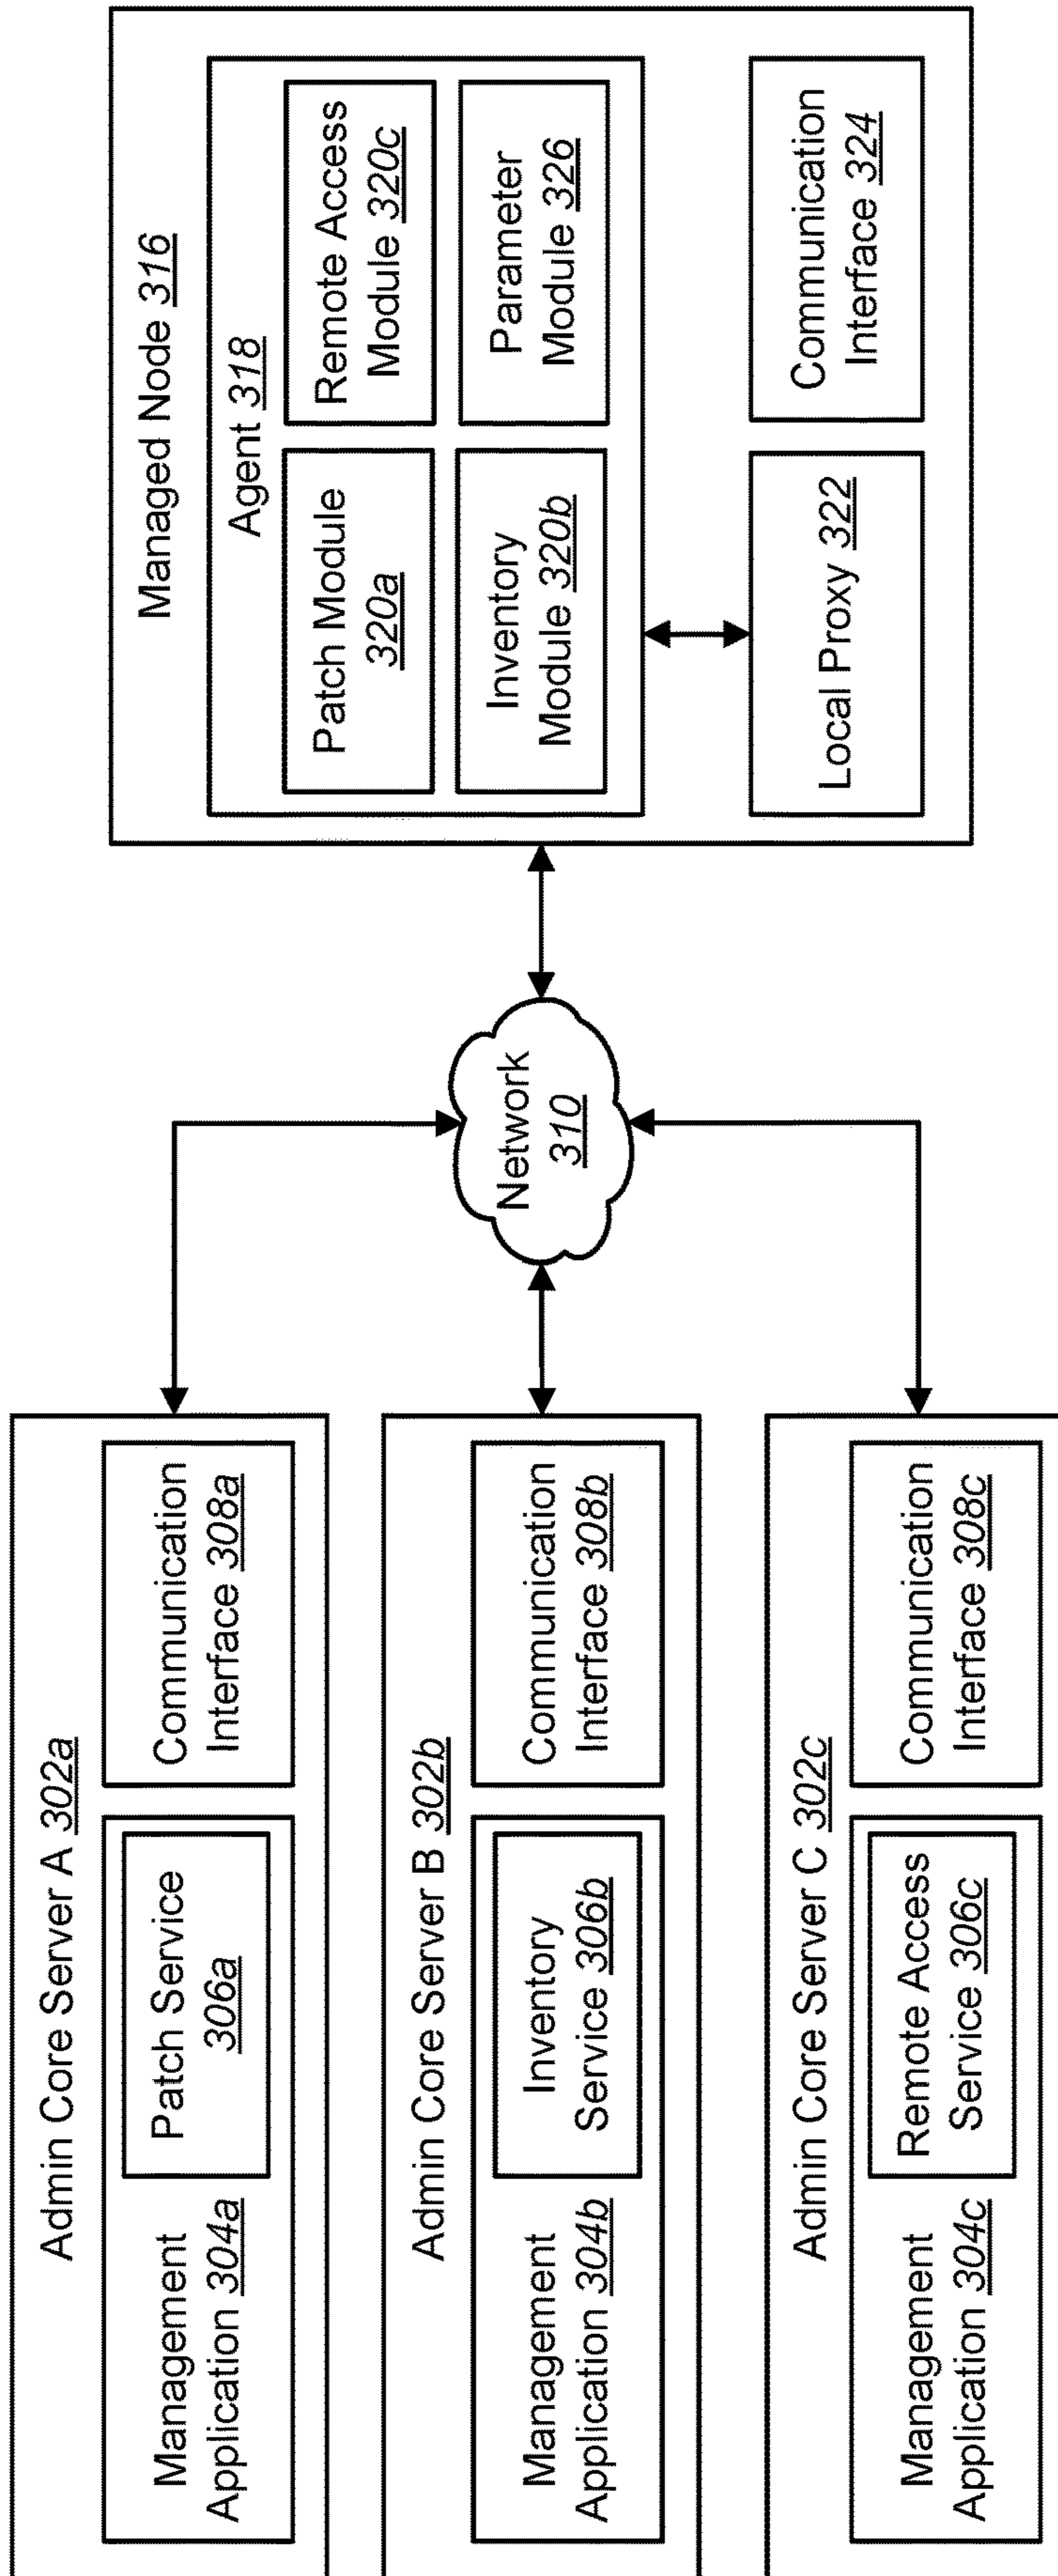 Admin Core Server A 302a
Management
Application 304a
Patch Service
306a
Communication
Interface 308a
Admin Core Server B 302b
Management
Application 304b
Inventory
Service 306b
Communication
Interface 308b
Admin Core Server C 302c
Management
Application 304c
Remote Access
Service 306c
Communication
Interface 308c
Network
310
Managed Node 316
Agent 318
Patch Module
320a
Remote Access
Module 320c
Inventory
Module 320b
Parameter
Module 326
Local Proxy 322
Communication
Interface 324